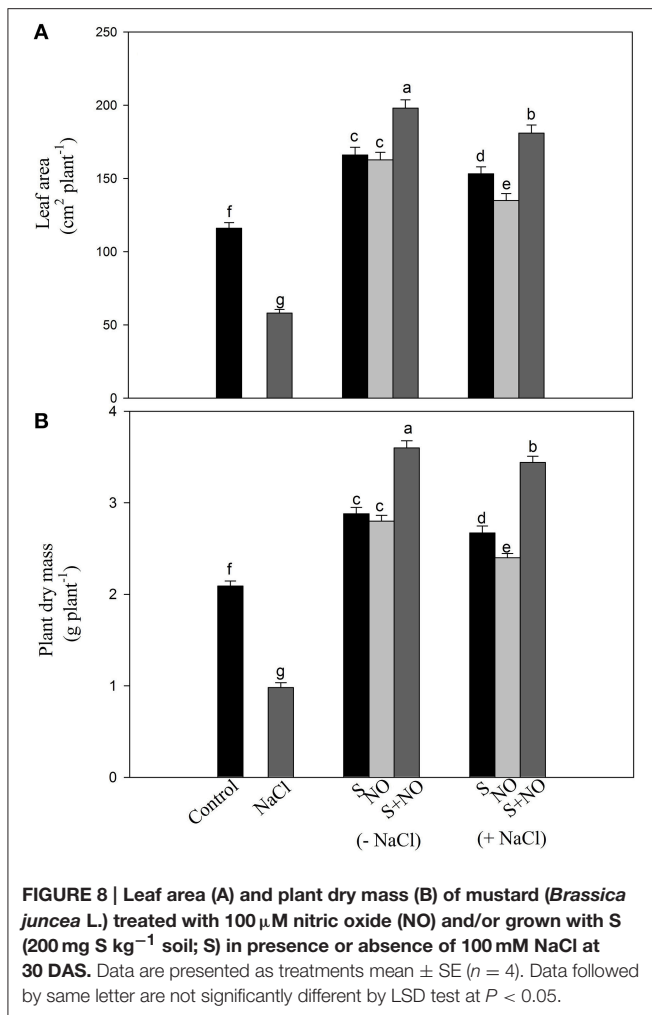 A
250
200
150
100
50
0
Leaf area
(cm² plant⁻¹)
f
g
c
c
a
d
e
b
B
4
3
2
1
0
Plant dry mass
(g plant⁻¹)
f
g
c
c
a
d
e
b
Control
NaCl
S
NO
S+NO
(- NaCl)
S
NO
S+NO
(+ NaCl)
FIGURE 8 | Leaf area (A) and plant dry mass (B) of mustard (Brassica
juncea L.) treated with 100 μM nitric oxide (NO) and/or grown with S
(200 mg S kg⁻¹ soil; S) in presence or absence of 100 mM NaCl at
30 DAS. Data are presented as treatments mean ± SE (n = 4). Data followed
by same letter are not significantly different by LSD test at P < 0.05.